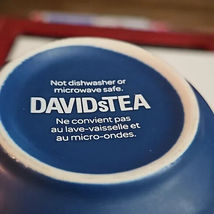 Not dishwasher or
microwave safe.
DAVIDsTEA
Ne convient pas
au lave-vaisselle et
au micro-ondes.